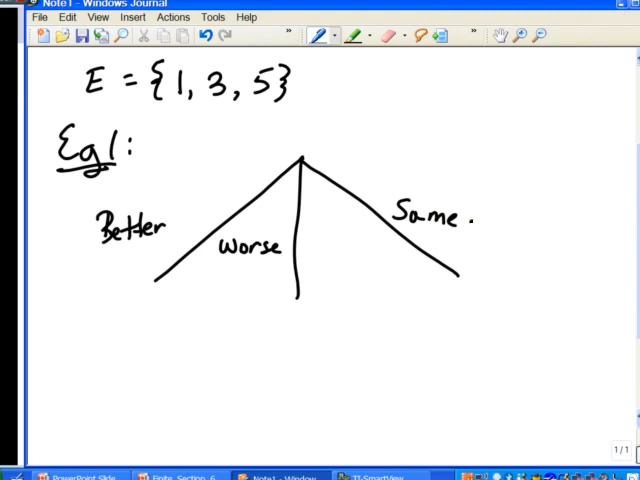 Note1 - Windows Journal
File Edit View Insert Actions Tools Help
E = {1, 3, 5}
Eg1:
Better
Worse
Same.
1/1
PowerPoint Slide Finite_Section_6 Note1 - Window... TI-SmartView